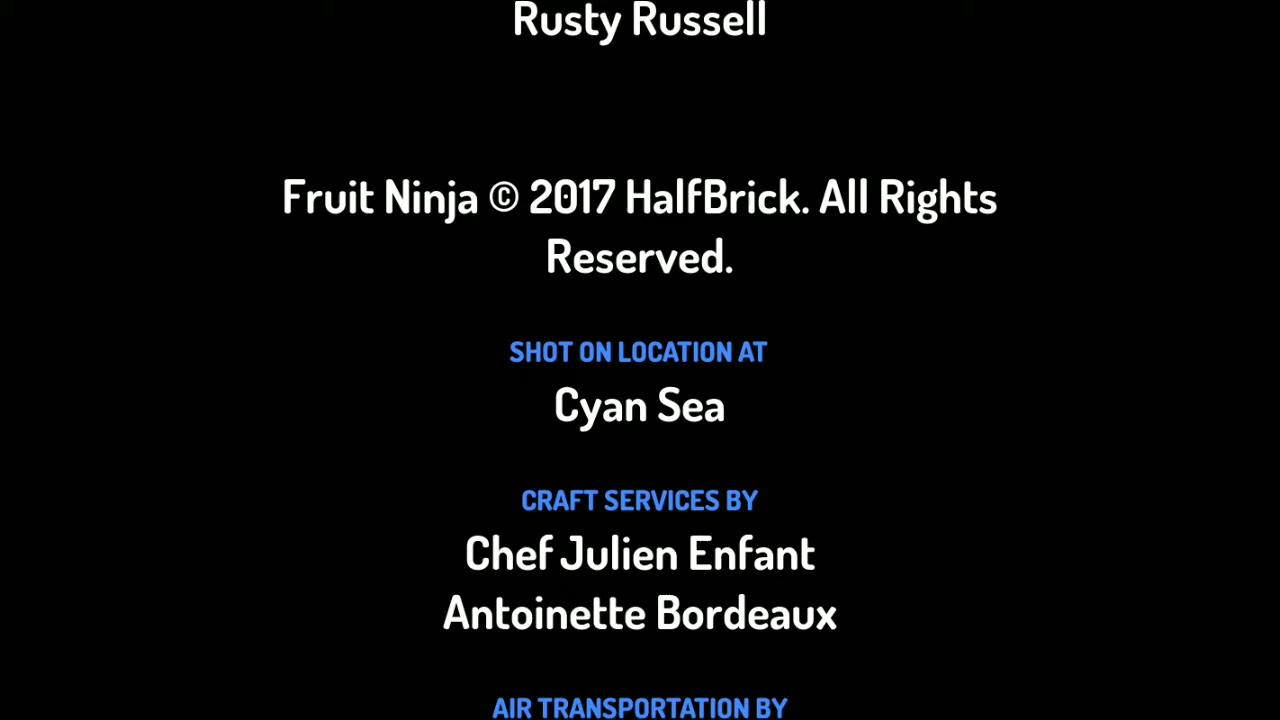 Rusty Russell
Fruit Ninja © 2017 HalfBrick. All Rights
Reserved.
SHOT ON LOCATION AT
Cyan Sea
CRAFT SERVICES BY
Chef Julien Enfant
Antoinette Bordeaux
AIR TRANSPORTATION BY